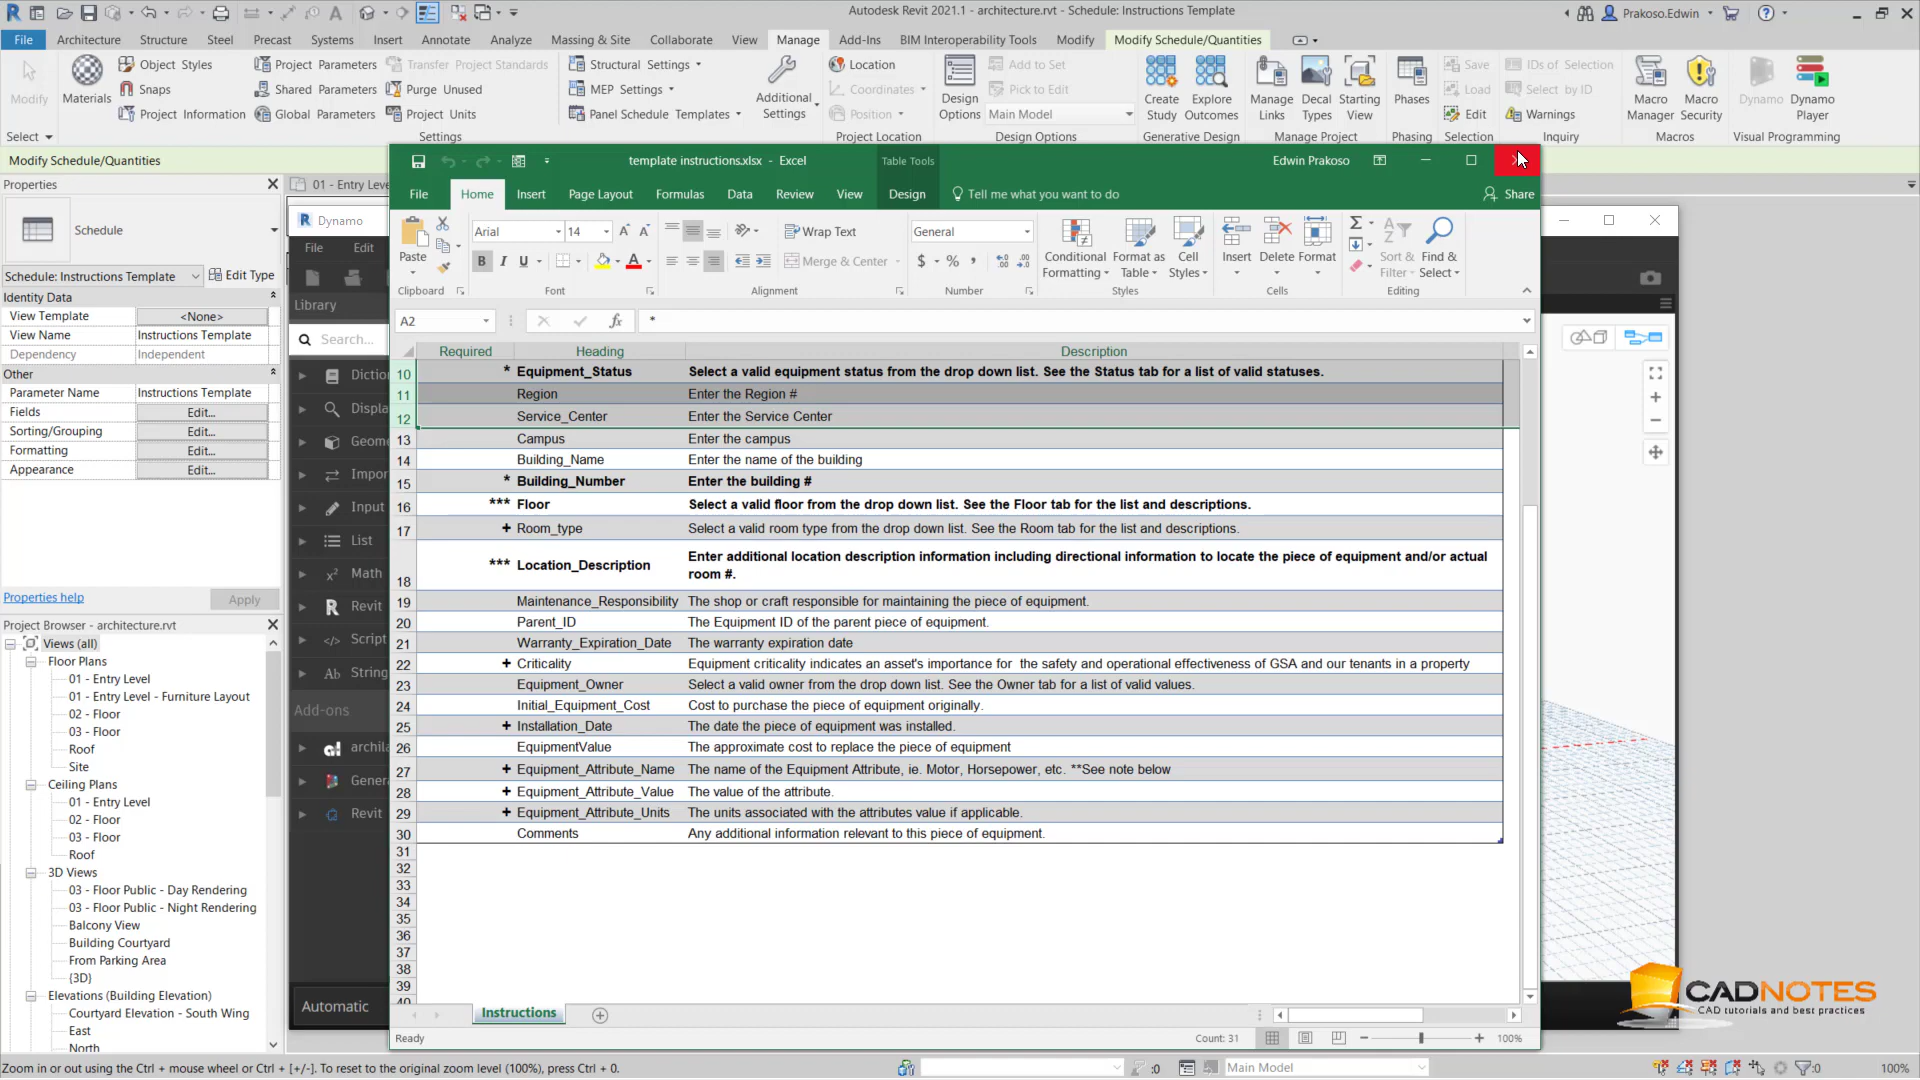 Autodesk Revit 2021.1 - architecture.rvt - Schedule: Instructions Template
Prakoso.Edwin
File Architecture Structure Steel Precast Systems Insert Annotate Analyze Massing & Site Collaborate View Manage Add-Ins BIM Interoperability Tools Modify Modify Schedule/Quantities
Modify
Select
Materials
Object Styles
Snaps
Project Information
Project Parameters
Shared Parameters
Global Parameters
Transfer Project Standards
Purge Unused
Project Units
Settings
Structural Settings
MEP Settings
Panel Schedule Templates
Additional Settings
Location
Coordinates
Position
Project Location
Design Options
Add to Set
Pick to Edit
Main Model
Design Options
Create Study
Explore Outcomes
Generative Design
Manage Links
Decal Types
Starting View
Manage Project
Phases
Phasing
Save
Load
Edit
Selection
IDs of Selection
Select by ID
Warnings
Inquiry
Macro Manager
Macro Security
Macros
Dynamo
Dynamo Player
Visual Programming
Modify Schedule/Quantities
Properties
Schedule
Schedule: Instructions Template
Edit Type
Identity Data
View Template <None>
View Name Instructions Template
Dependency Independent
Other
Parameter Name Instructions Template
Fields Edit...
Sorting/Grouping Edit...
Formatting Edit...
Appearance Edit...
Properties help
Apply
Project Browser - architecture.rvt
Views (all)
Floor Plans
01 - Entry Level
01 - Entry Level - Furniture Layout
02 - Floor
03 - Floor
Roof
Site
Ceiling Plans
01 - Entry Level
02 - Floor
03 - Floor
Roof
3D Views
03 - Floor Public - Day Rendering
03 - Floor Public - Night Rendering
Balcony View
Building Courtyard
From Parking Area
{3D}
Elevations (Building Elevation)
Courtyard Elevation - South Wing
East
North
01 - Entry Leve
Dynamo
File Edit
Library
Search...
Dictio
Displa
Geome
Impor
Input
List
Math
Revit
Script
String
Add-ons
archila
Genera
Revit
Automatic
template instructions.xlsx - Excel
Table Tools
Edwin Prakoso
File Home Insert Page Layout Formulas Data Review View Design
Tell me what you want to do
Share
Paste
Clipboard
Arial 14
B I U
Font
Wrap Text
Merge & Center
Alignment
General
$ % ,
Number
Conditional Formatting
Format as Table
Cell Styles
Styles
Insert
Delete
Format
Cells
Sort & Filter
Find & Select
Editing
A2 fx *
Required Heading Description
10 * Equipment_Status Select a valid equipment status from the drop down list. See the Status tab for a list of valid statuses.
11 Region Enter the Region #
12 Service_Center Enter the Service Center
13 Campus Enter the campus
14 Building_Name Enter the name of the building
15 * Building_Number Enter the building #
16 *** Floor Select a valid floor from the drop down list. See the Floor tab for the list and descriptions.
17 + Room_type Select a valid room type from the drop down list. See the Room tab for the list and descriptions.
18 *** Location_Description Enter additional location description information including directional information to locate the piece of equipment and/or actual
room #.
19 Maintenance_Responsibility The shop or craft responsible for maintaining the piece of equipment.
20 Parent_ID The Equipment ID of the parent piece of equipment.
21 Warranty_Expiration_Date The warranty expiration date
22 + Criticality Equipment criticality indicates an asset's importance for the safety and operational effectiveness of GSA and our tenants in a property
23 Equipment_Owner Select a valid owner from the drop down list. See the Owner tab for a list of valid values.
24 Initial_Equipment_Cost Cost to purchase the piece of equipment originally.
25 + Installation_Date The date the piece of equipment was installed.
26 EquipmentValue The approximate cost to replace the piece of equipment
27 + Equipment_Attribute_Name The name of the Equipment Attribute, ie. Motor, Horsepower, etc. **See note below
28 + Equipment_Attribute_Value The value of the attribute.
29 + Equipment_Attribute_Units The units associated with the attributes value if applicable.
30 Comments Any additional information relevant to this piece of equipment.
31
32
33
34
35
36
37
38
39
40
Instructions
Ready
Count: 31
100%
CADNOTES
CAD tutorials and best practices
Zoom in or out using the Ctrl + mouse wheel or Ctrl + [+/-]. To reset to the original zoom level (100%), press Ctrl + 0.
:0
Main Model
:0
100%